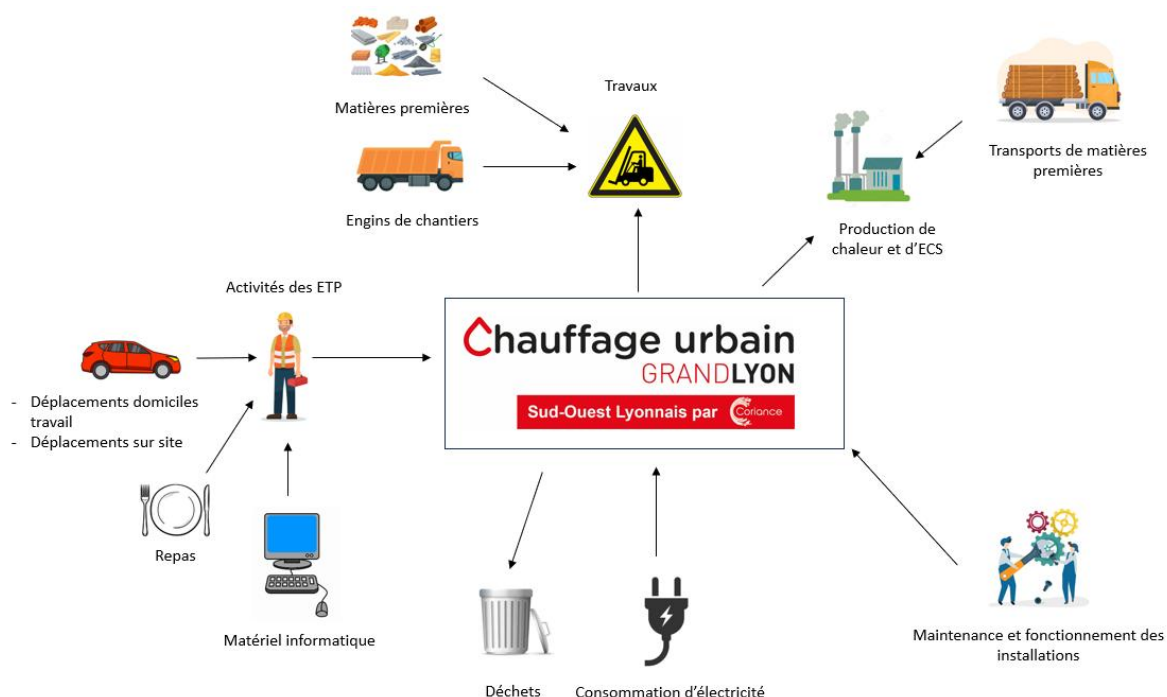 Matières premières
Travaux
Transports de matières
premières
Engins de chantiers
Production de
chaleur et d’ECS
Activités des ETP
Chauffage urbain
GRANDLYON
Sud-Ouest Lyonnais par Coriance
- Déplacements domiciles
travail
- Déplacements sur site
Repas
Matériel informatique
Déchets
Consommation d’électricité
Maintenance et fonctionnement des
installations